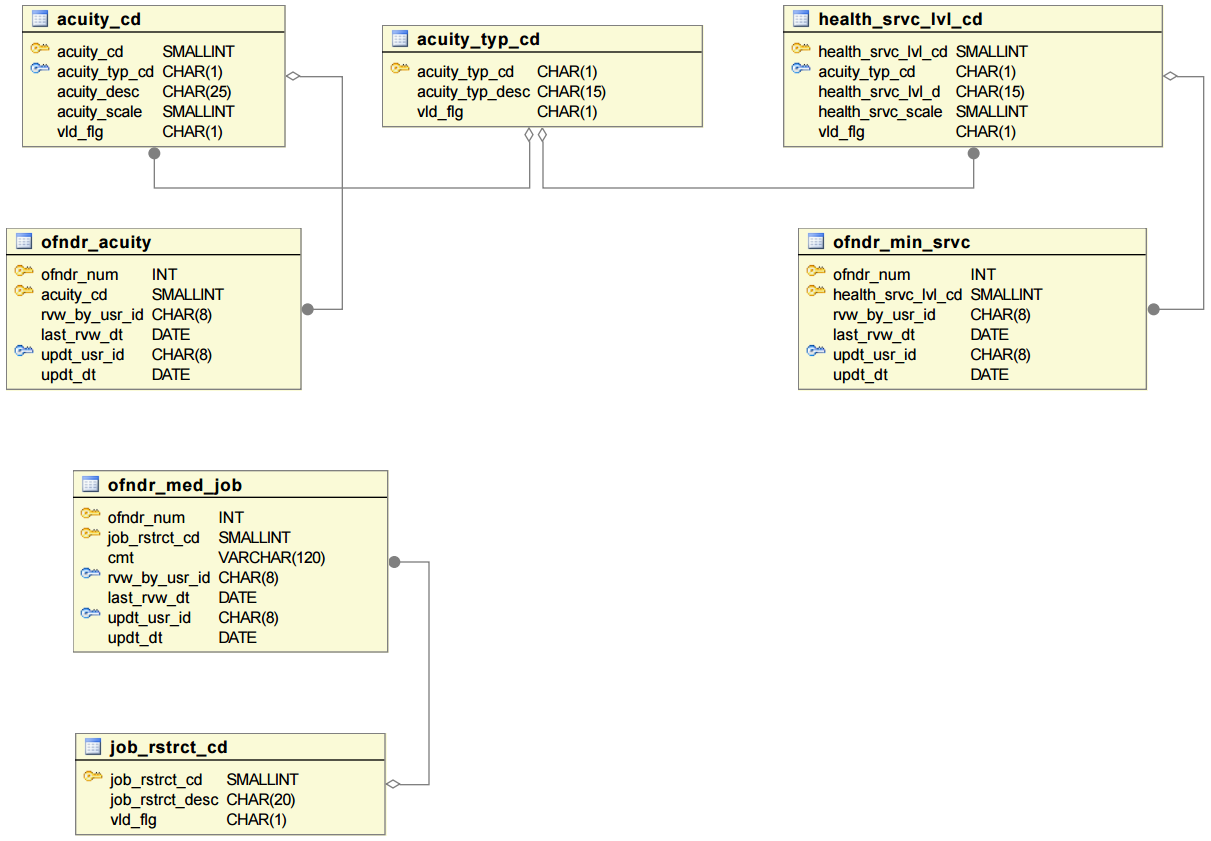 acuity_cd
acuity_cd SMALLINT
acuity_typ_cd CHAR(1)
acuity_desc CHAR(25)
acuity_scale SMALLINT
vld_flg CHAR(1)
acuity_typ_cd
acuity_typ_cd CHAR(1)
acuity_typ_desc CHAR(15)
vld_flg CHAR(1)
health_srvc_lvl_cd
health_srvc_lvl_cd SMALLINT
acuity_typ_cd CHAR(1)
health_srvc_lvl_d CHAR(15)
health_srvc_scale SMALLINT
vld_flg CHAR(1)
ofndr_acuity
ofndr_num INT
acuity_cd SMALLINT
rvw_by_usr_id CHAR(8)
last_rvw_dt DATE
updt_usr_id CHAR(8)
updt_dt DATE
ofndr_min_srvc
ofndr_num INT
health_srvc_lvl_cd SMALLINT
rvw_by_usr_id CHAR(8)
last_rvw_dt DATE
updt_usr_id CHAR(8)
updt_dt DATE
ofndr_med_job
ofndr_num INT
job_rstrct_cd SMALLINT
cmt VARCHAR(120)
rvw_by_usr_id CHAR(8)
last_rvw_dt DATE
updt_usr_id CHAR(8)
updt_dt DATE
job_rstrct_cd
job_rstrct_cd SMALLINT
job_rstrct_desc CHAR(20)
vld_flg CHAR(1)